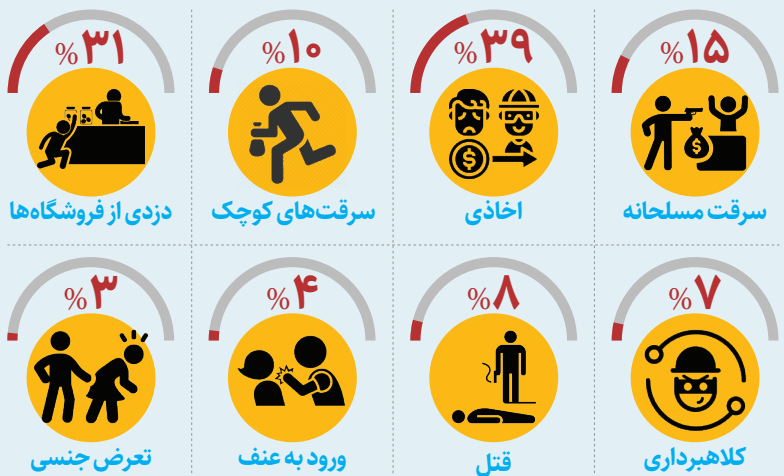 ۱۵%
سرقت مسلحانه
۳۹%
اخاذی
۱۰%
سرقت‌های کوچک
۳۱%
دزدی از فروشگاه‌ها
۷%
کلاهبرداری
۸%
قتل
۴%
ورود به عنف
۳%
تعرض جنسی